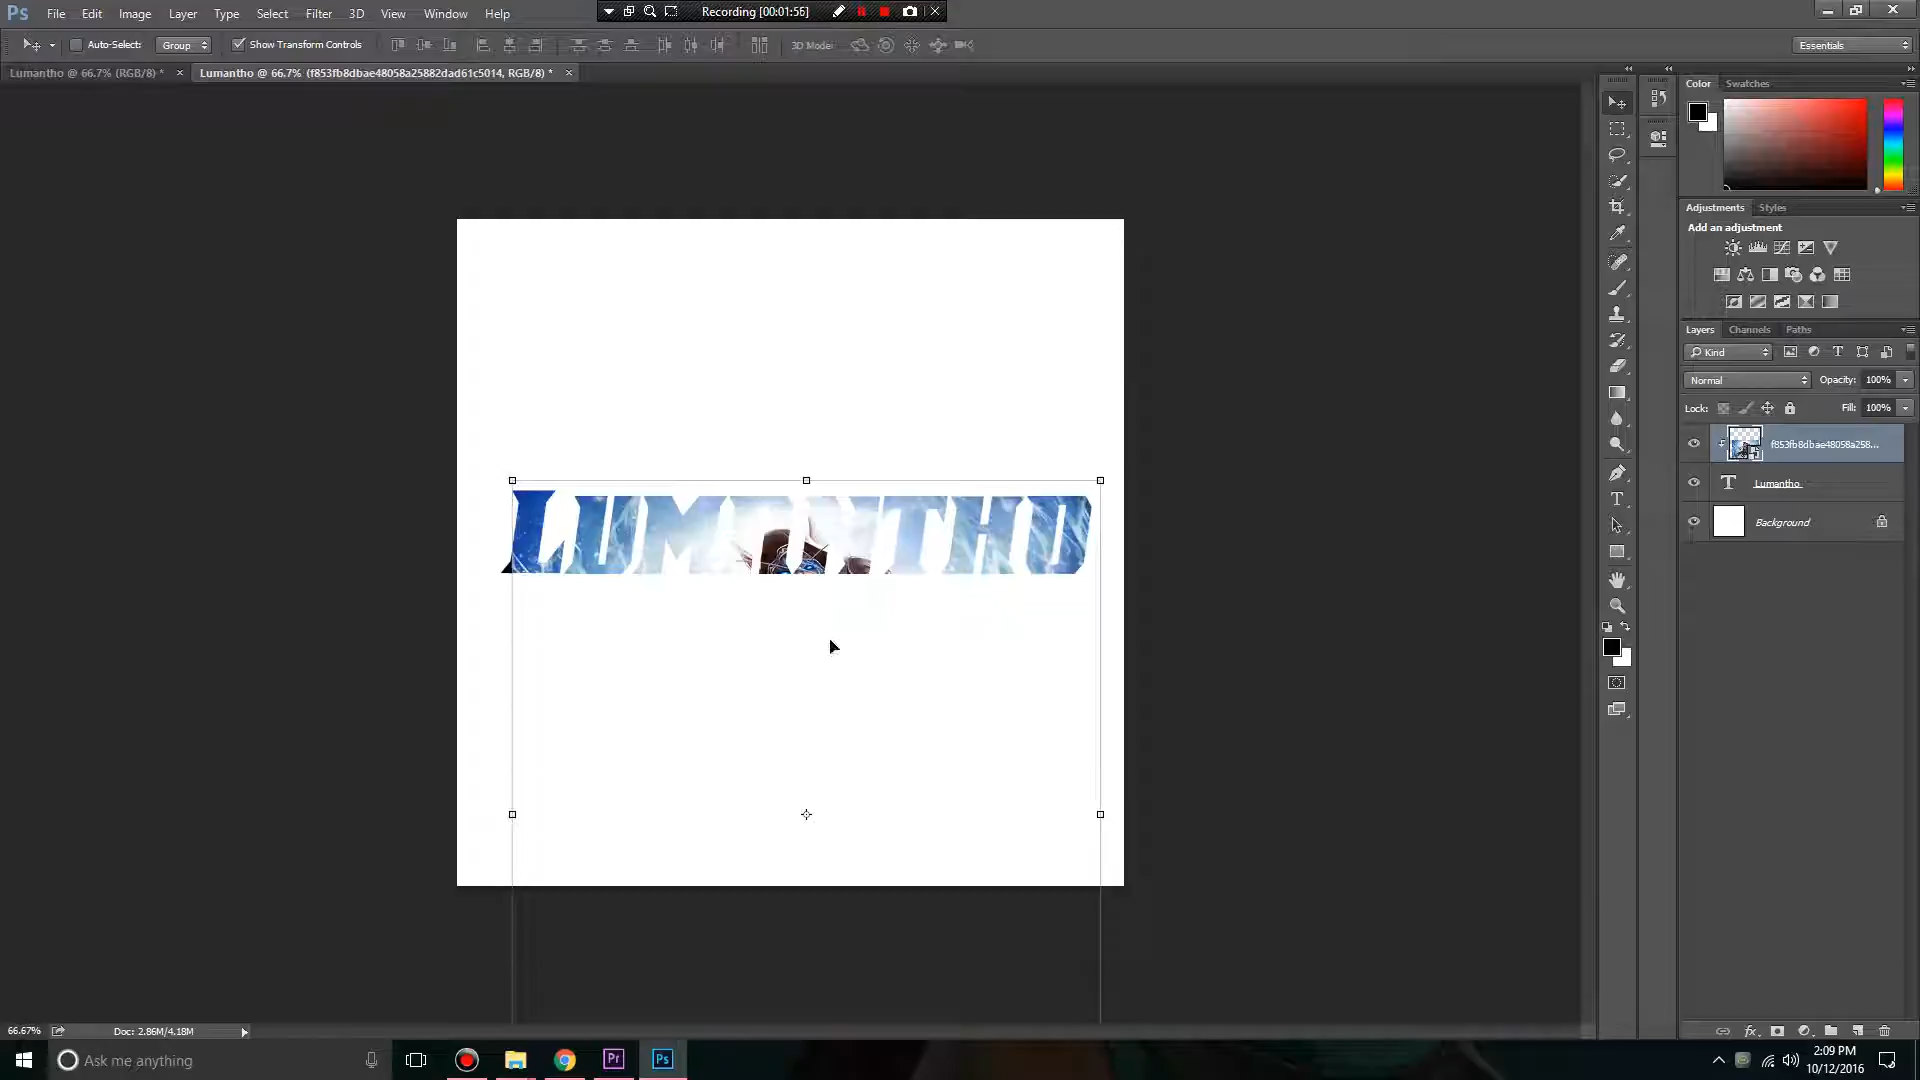 Ps File Edit Image Layer Type Select Filter 3D View Window Help
Recording [00:01:56]
Auto-Select: Group Show Transform Controls 3D Mode: Essentials
Lumantho @ 66.7% (RGB/8) * × Lumantho @ 66.7% (f853fb8dbae48058a25882dad61c5014, RGB/8) * ×
Color Swatches
Adjustments Styles
Add an adjustment
Layers Channels Paths
Kind
Normal Opacity: 100%
Lock: Fill: 100%
f853fb8dbae48058a258...
Lumantho
Background
LUMANTHO
66.67% Doc: 2.86M/4.18M
Ask me anything
Pr Ps
2:09 PM
10/12/2016